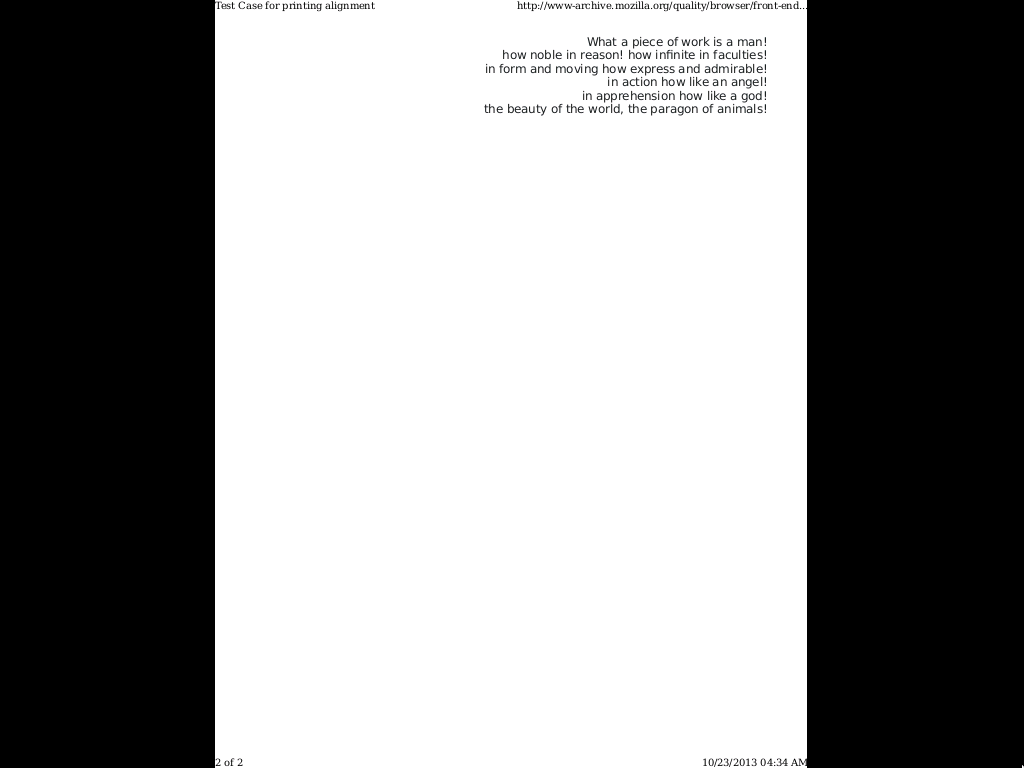 Test Case for printing alignment http://www-archive.mozilla.org/quality/browser/front-end...
What a piece of work is a man!
how noble in reason! how infinite in faculties!
in form and moving how express and admirable!
in action how like an angel!
in apprehension how like a god!
the beauty of the world, the paragon of animals!
2 of 2 10/23/2013 04:34 AM